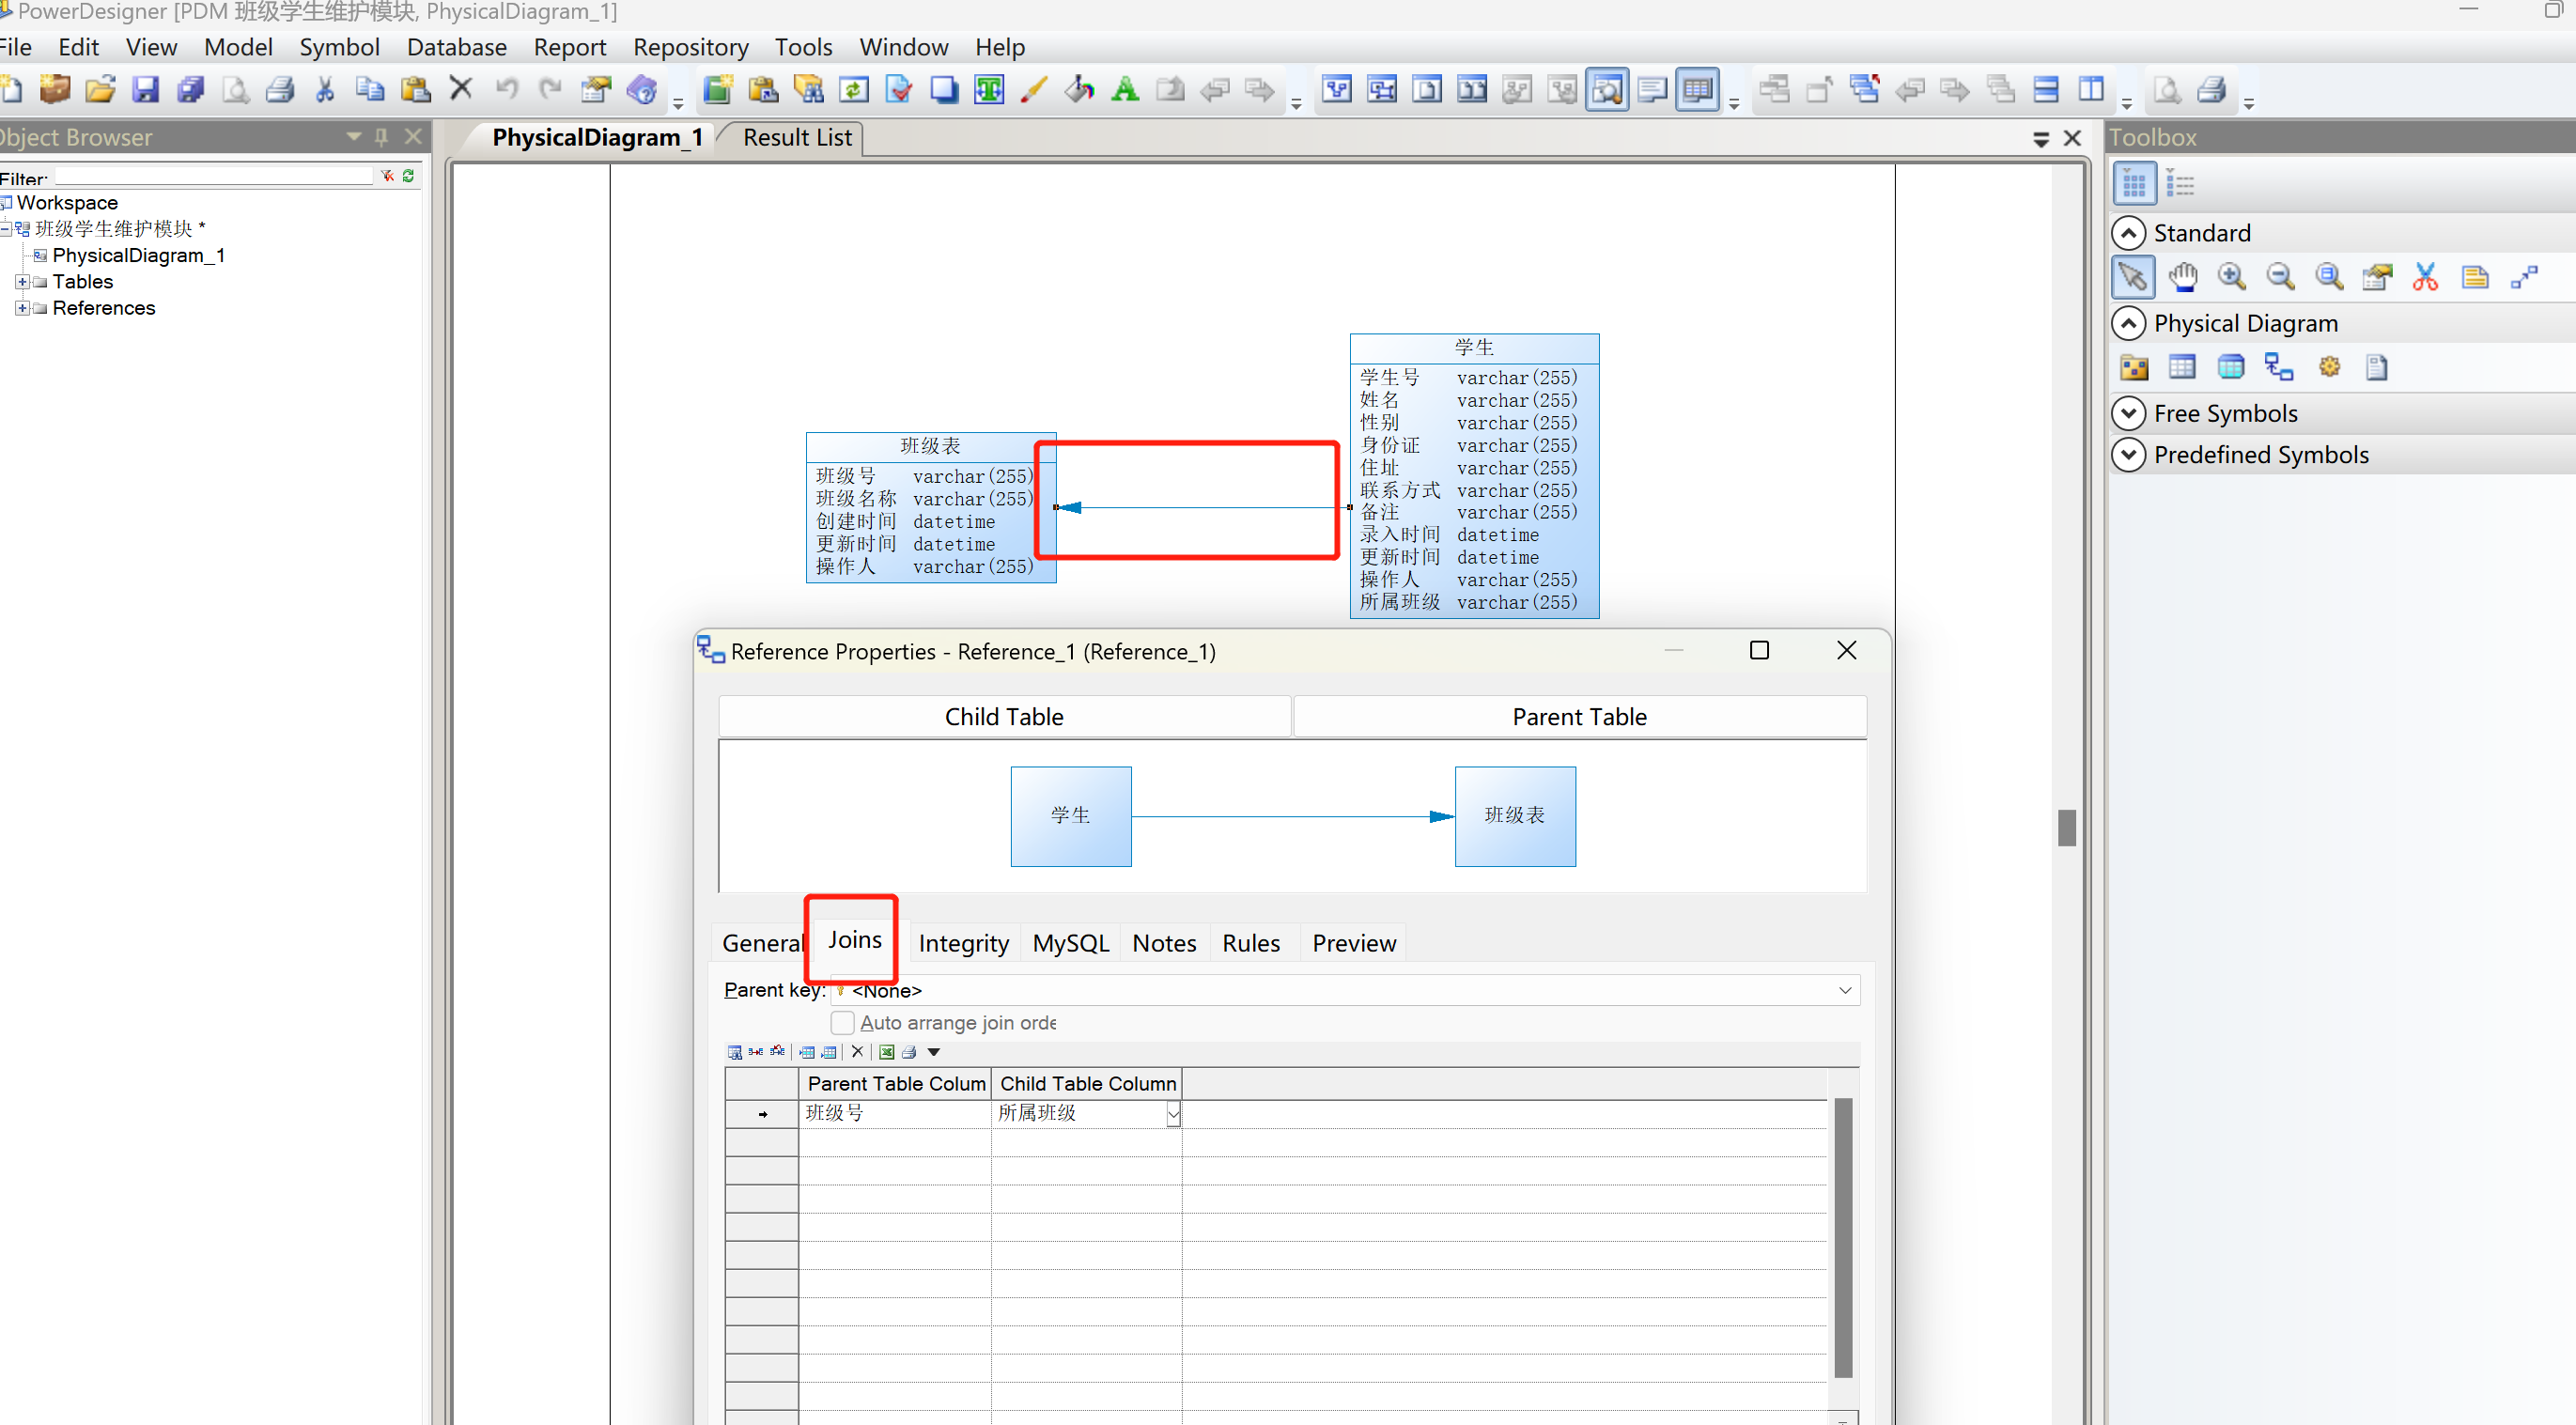 PowerDesigner [PDM 班级学生维护模块, PhysicalDiagram_1]
File Edit View Model Symbol Database Report Repository Tools Window Help
Object Browser
Filter:
Workspace
班级学生维护模块 *
PhysicalDiagram_1
Tables
References
PhysicalDiagram_1 Result List
班级表
班级号 varchar(255)
班级名称 varchar(255)
创建时间 datetime
更新时间 datetime
操作人 varchar(255)
学生
学生号 varchar(255)
姓名 varchar(255)
性别 varchar(255)
身份证 varchar(255)
住址 varchar(255)
联系方式 varchar(255)
备注 varchar(255)
录入时间 datetime
更新时间 datetime
操作人 varchar(255)
所属班级 varchar(255)
Reference Properties - Reference_1 (Reference_1)
Child Table Parent Table
学生 班级表
General Joins Integrity MySQL Notes Rules Preview
Parent key: <None>
Auto arrange join orde
Parent Table Colum Child Table Column
班级号 所属班级
Toolbox
Standard
Physical Diagram
Free Symbols
Predefined Symbols